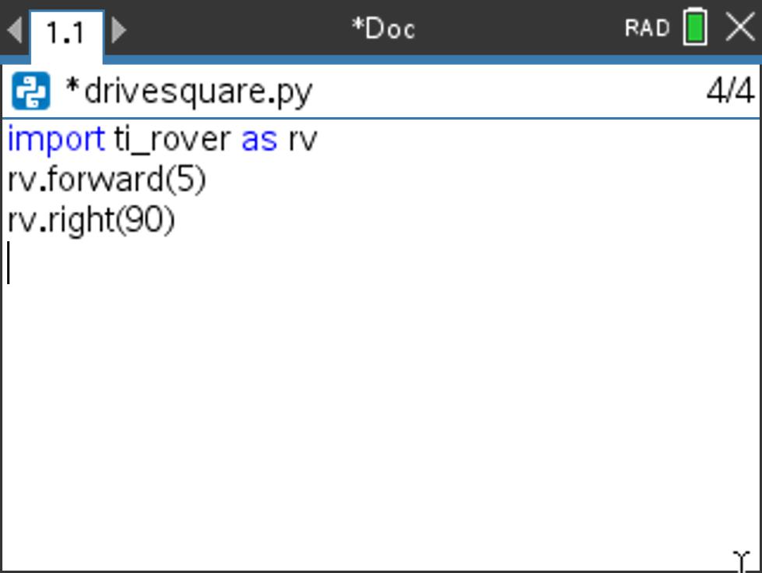 1.1
*Doc
RAD
*drivesquare.py
4/4
import ti_rover as rv
rv.forward(5)
rv.right(90)